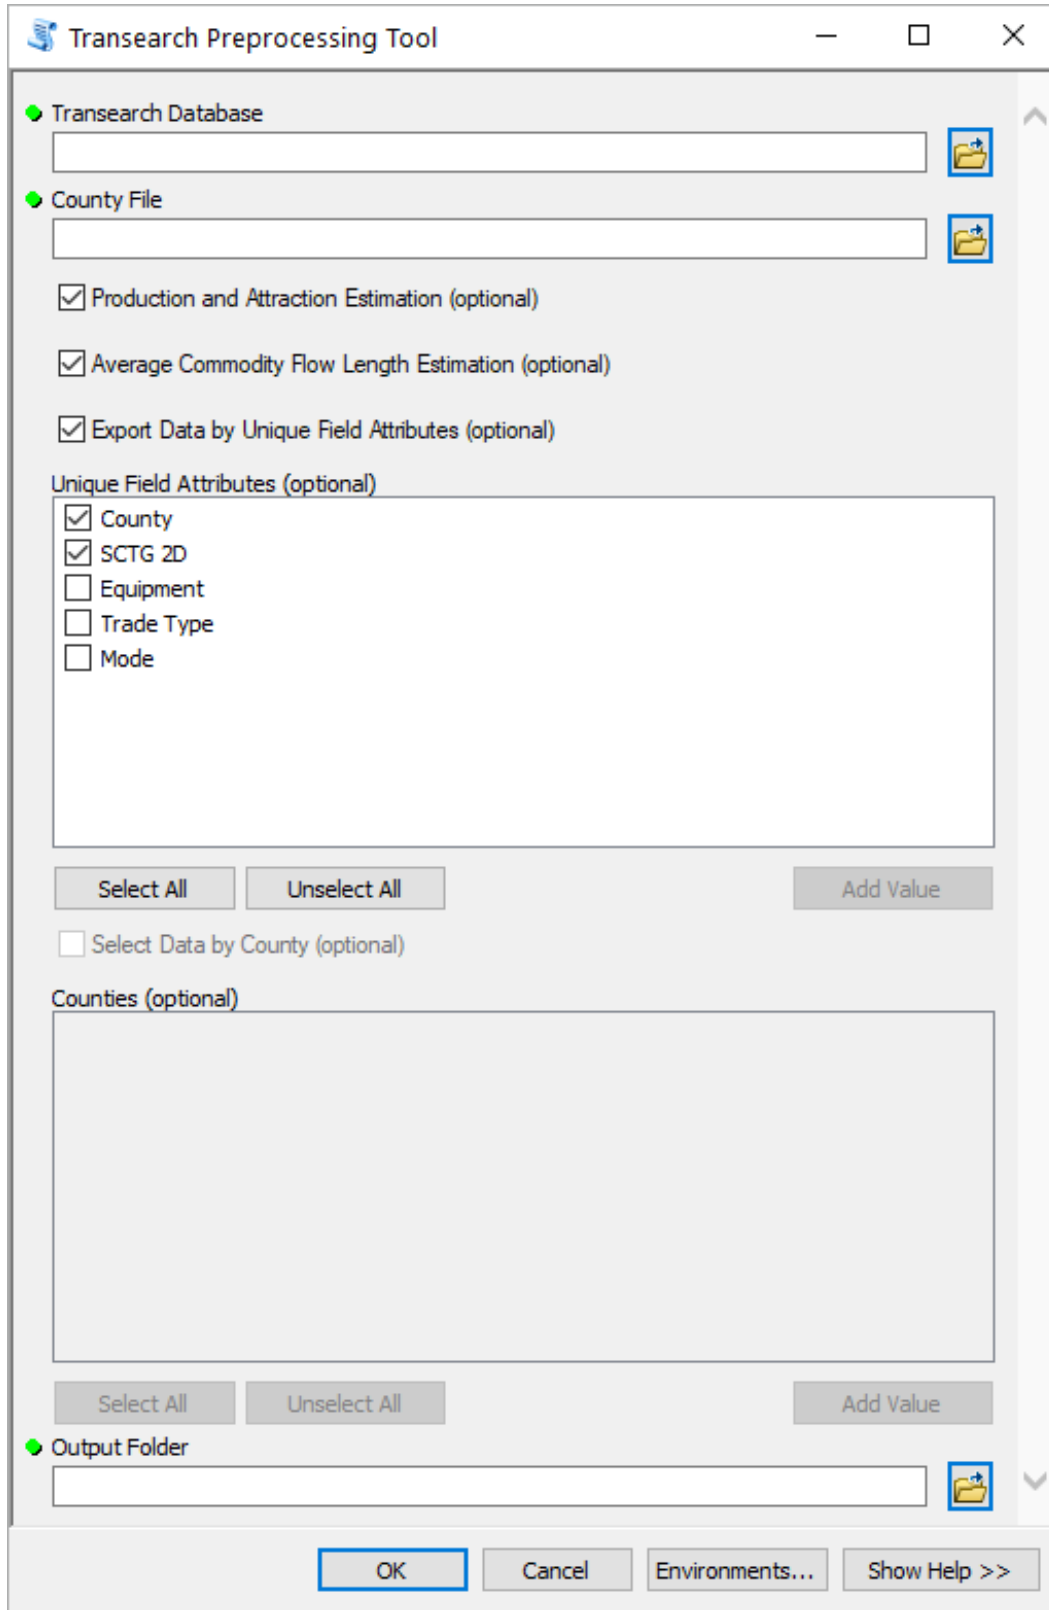 Transearch Preprocessing Tool
Transearch Database
County File
Production and Attraction Estimation (optional)
Average Commodity Flow Length Estimation (optional)
Export Data by Unique Field Attributes (optional)
Unique Field Attributes (optional)
County
SCTG 2D
Equipment
Trade Type
Mode
Select All Unselect All Add Value
Select Data by County (optional)
Counties (optional)
Select All Unselect All Add Value
Output Folder
OK Cancel Environments... Show Help >>